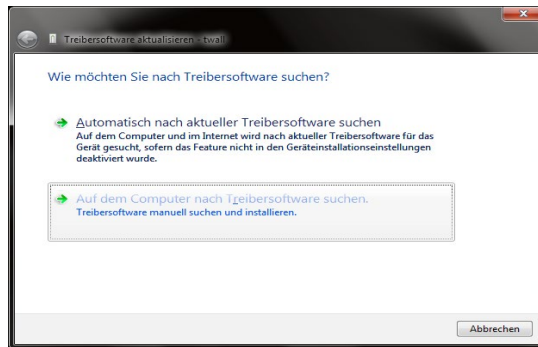 Treibersoftware aktualisieren - twall
Wie möchten Sie nach Treibersoftware suchen?
Automatisch nach aktueller Treibersoftware suchen
Auf dem Computer und im Internet wird nach aktueller Treibersoftware für das
Gerät gesucht, sofern das Feature nicht in den Geräteinstallationseinstellungen
deaktiviert wurde.
Auf dem Computer nach Treibersoftware suchen.
Treibersoftware manuell suchen und installieren.
Abbrechen